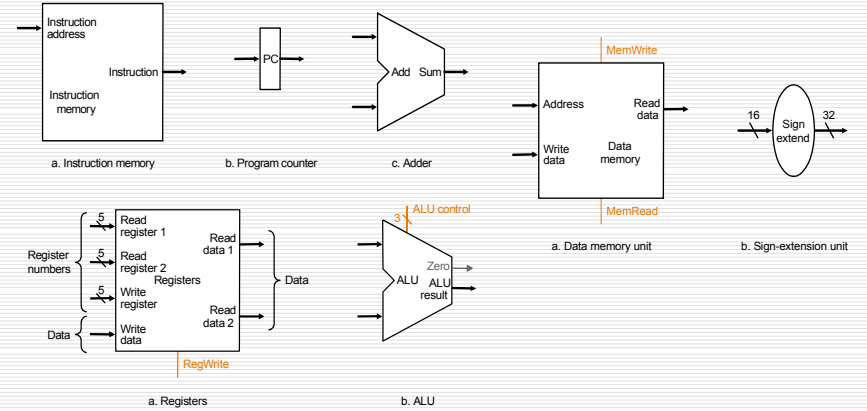 Instruction
address
Instruction
Instruction
memory
a. Instruction memory
PC
b. Program counter
Add Sum
c. Adder
MemWrite
Address
Read
data
Write
data
Data
memory
MemRead
a. Data memory unit
16
32
Sign
extend
b. Sign-extension unit
Register
numbers
5
5
5
Data
Read
register 1
Read
register 2
Registers
Write
register
Write
data
Read
data 1
Read
data 2
Data
RegWrite
a. Registers
ALU control
3
Zero
ALU
ALU
result
b. ALU